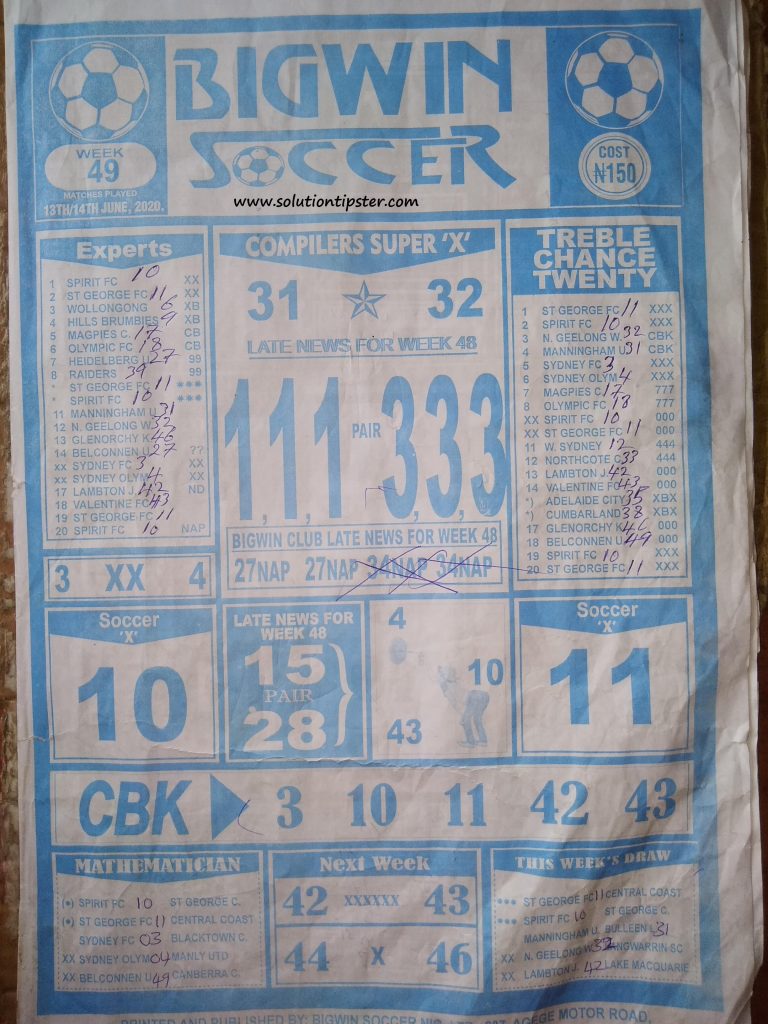 BIGWIN
SOCCER
WEEK
49
MATCHES PLAYED
13TH/14TH JUNE, 2020.
www.solutiontipster.com
COST
₦150
Experts
1 SPIRIT FC 10 XX
2 ST GEORGE FC 11 XX
3 WOLLONGONG 6 XB
4 HILLS BRUMBIES 9 XB
5 MAGPIES C. 17 CB
6 OLYMPIC FC 18 CB
7 HEIDELBERG U 27 99
8 RAIDERS 39 99
* ST GEORGE FC 11 ***
* SPIRIT FC 10 ***
11 MANNINGHAM U 31
12 N. GEELONG W 32
13 GLENORCHY K 46
14 BELCONNEN U 27 ??
xx SYDNEY FC 3 XX
xx SYDNEY OLYM 4 XX
17 LAMBTON J. 42 ND
18 VALENTINE FC 43
19 ST GEORGE FC 11
20 SPIRIT FC 10 NAP
COMPILERS SUPER 'X'
31 32
LATE NEWS FOR WEEK 48
1,1,1 PAIR 3,3,3
BIGWIN CLUB LATE NEWS FOR WEEK 48
27NAP 27NAP 34NAP 34NAP
TREBLE
CHANCE
TWENTY
1 ST GEORGE FC 11 XXX
2 SPIRIT FC 10 XXX
3 N. GEELONG W. 32 CBK
4 MANNINGHAM U 31 CBK
5 SYDNEY FC 3 XXX
6 SYDNEY OLYM 4 XXX
7 MAGPIES C. 17 777
8 OLYMPIC FC 18 777
XX SPIRIT FC 10 000
XX ST GEORGE FC 11 000
11 W. SYDNEY 12 444
12 NORTHCOTE C 33 444
13 LAMBTON J. 42 000
14 VALENTINE FC 43 000
ADELAIDE CITY 35 XBX
*) CUMBARLAND 38 XBX
17 GLENORCHY K 46 000
18 BELCONNEN U 49 000
19 SPIRIT FC 10 XXX
20 ST GEORGE FC 11 XXX
3 XX 4
Soccer
'X'
10
LATE NEWS FOR
WEEK 48
15
PAIR
28
4
10
43
Soccer
'X'
11
CBK 3 10 11 42 43
MATHEMATICIAN
(•) SPIRIT FC 10 ST GEORGE C.
(•) ST GEORGE FC 11 CENTRAL COAST
SYDNEY FC 03 BLACKTOWN C.
XX SYDNEY OLYM 04 MANLY UTD
XX BELCONNEN U 49 CANBERRA C.
Next Week
42 XXXXXX 43
44 X 46
THIS WEEK'S DRAW
*** ST GEORGE FC 11 CENTRAL COAST
*** SPIRIT FC 10 ST GEORGE C.
MANNINGHAM U. BULLEEN L 31
XX N. GEELONG W 32 LANGWARRIN SC
XX LAMBTON J. 42 LAKE MACQUARIE
PRINTED AND PUBLISHED BY: BIGWIN SOCCER NIG. AGEGE MOTOR ROAD,